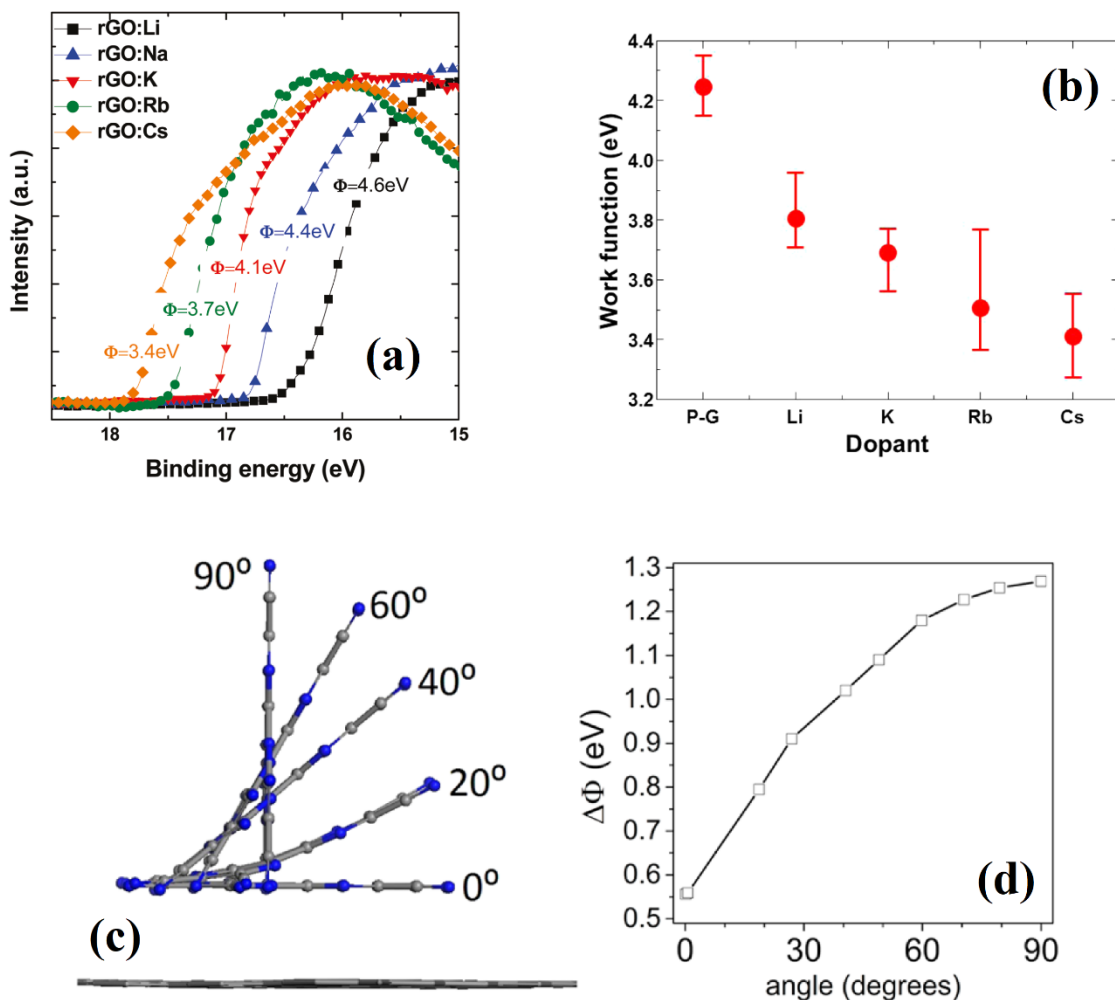 rGO:Li
rGO:Na
rGO:K
rGO:Rb
rGO:Cs
Φ=4.6eV
Φ=4.4eV
Φ=4.1eV
Φ=3.7eV
Φ=3.4eV
(a)
Intensity (a.u.)
18 17 16 15
Binding energy (eV)
(b)
Work function (eV)
4.4
4.2
4.0
3.8
3.6
3.4
3.2
P-G Li K Rb Cs
Dopant
90º
60º
40º
20º
0º
(c)
ΔΦ (eV)
1.3
1.2
1.1
1.0
0.9
0.8
0.7
0.6
0.5
(d)
0 30 60 90
angle (degrees)